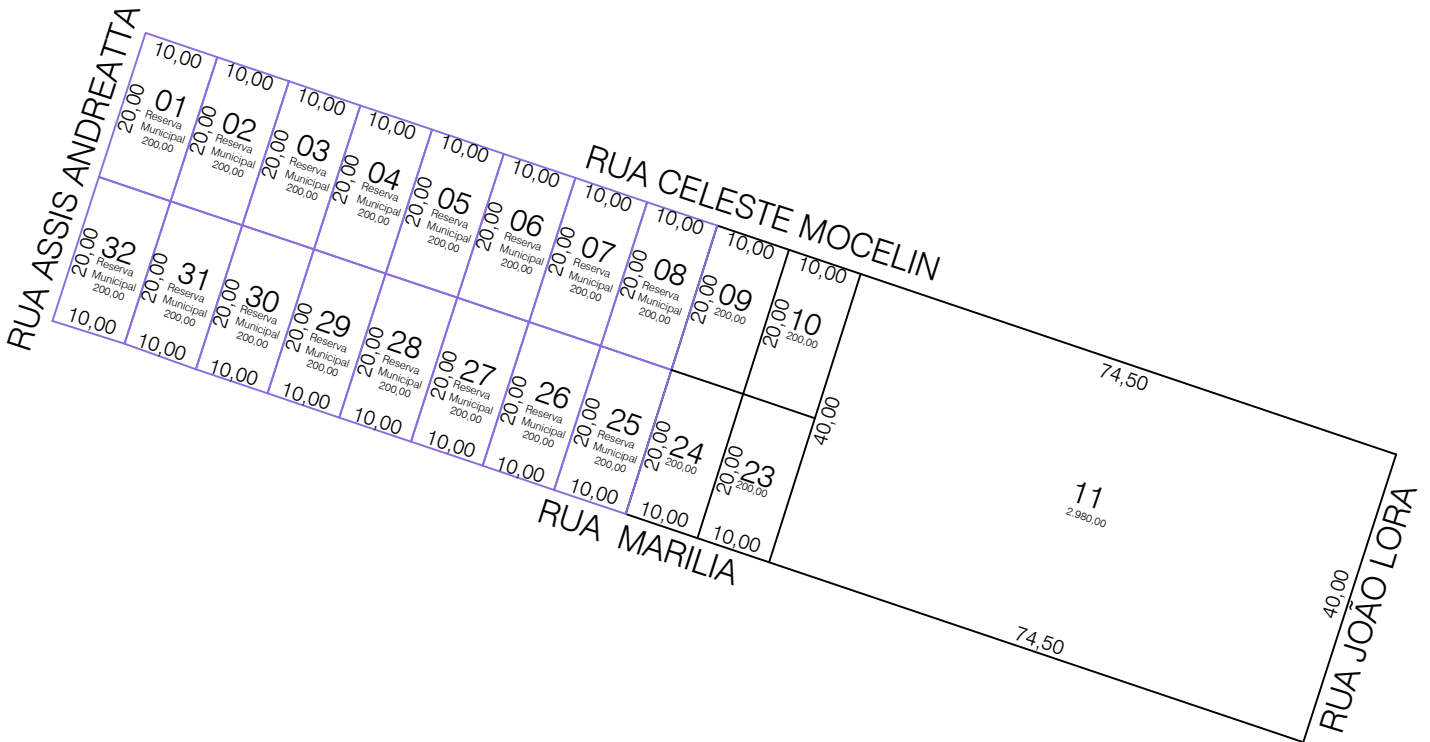 RUA ASSIS ANDREATTA
RUA CELESTE MOCELIN
10,00
20,00
01
Reserva
Municipal
200,00
10,00
20,00
02
Reserva
Municipal
200,00
10,00
20,00
03
Reserva
Municipal
200,00
10,00
20,00
04
Reserva
Municipal
200,00
10,00
20,00
05
Reserva
Municipal
200,00
10,00
20,00
06
Reserva
Municipal
200,00
10,00
20,00
07
Reserva
Municipal
200,00
10,00
20,00
08
Reserva
Municipal
200,00
10,00
20,00
09
200,00
10,00
20,00
10
200,00
74,50
40,00
11
2.980,00
40,00
74,50
RUA JOÃO LORA
20,00
32
Reserva
Municipal
200,00
10,00
20,00
31
Reserva
Municipal
200,00
10,00
20,00
30
Reserva
Municipal
200,00
10,00
20,00
29
Reserva
Municipal
200,00
10,00
20,00
28
Reserva
Municipal
200,00
10,00
20,00
27
Reserva
Municipal
200,00
10,00
20,00
26
Reserva
Municipal
200,00
10,00
20,00
25
Reserva
Municipal
200,00
10,00
20,00
24
200,00
10,00
20,00
23
200,00
10,00
RUA MARILIA